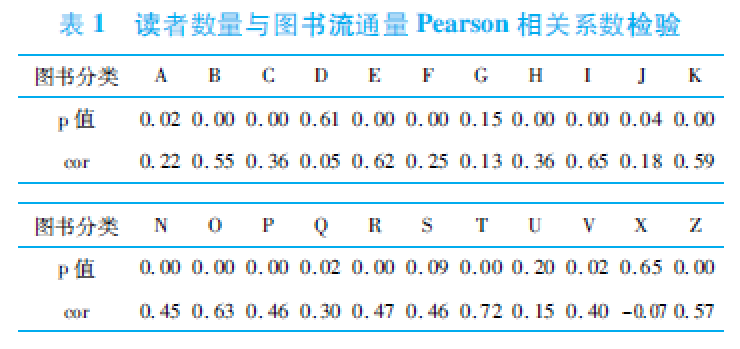 表 1 读者数量与图书流通量 Pearson 相关系数检验
图书分类 A B C D E F G H I J K
p 值 0.02 0.00 0.00 0.61 0.00 0.00 0.15 0.00 0.00 0.04 0.00
cor 0.22 0.55 0.36 0.05 0.62 0.25 0.13 0.36 0.65 0.18 0.59
图书分类 N O P Q R S T U V X Z
p 值 0.00 0.00 0.00 0.02 0.00 0.09 0.00 0.20 0.02 0.65 0.00
cor 0.45 0.63 0.46 0.30 0.47 0.46 0.72 0.15 0.40 -0.07 0.57